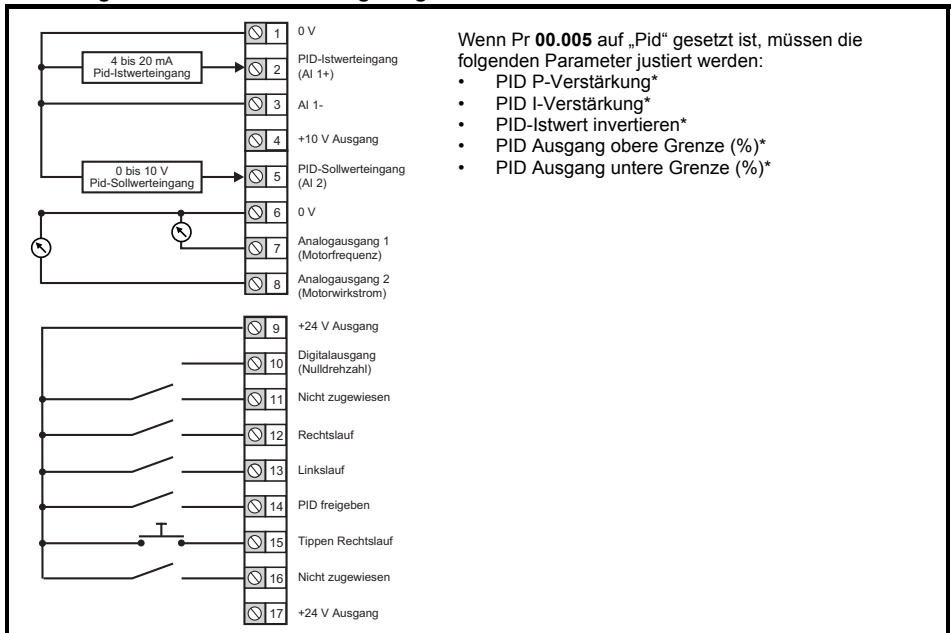 1 0 V
4 bis 20 mA
Pid-Istwerteingang
2 PID-Istwerteingang
(AI 1+)
3 AI 1-
4 +10 V Ausgang
0 bis 10 V
Pid-Sollwerteingang
5 PID-Sollwerteingang
(AI 2)
6 0 V
7 Analogausgang 1
(Motorfrequenz)
8 Analogausgang 2
(Motorwirkstrom)
9 +24 V Ausgang
10 Digitalausgang
(Nulldrehzahl)
11 Nicht zugewiesen
12 Rechtslauf
13 Linkslauf
14 PID freigeben
15 Tippen Rechtslauf
16 Nicht zugewiesen
17 +24 V Ausgang
Wenn Pr 00.005 auf „Pid“ gesetzt ist, müssen die
folgenden Parameter justiert werden:
• PID P-Verstärkung*
• PID I-Verstärkung*
• PID-Istwert invertieren*
• PID Ausgang obere Grenze (%)*
• PID Ausgang untere Grenze (%)*